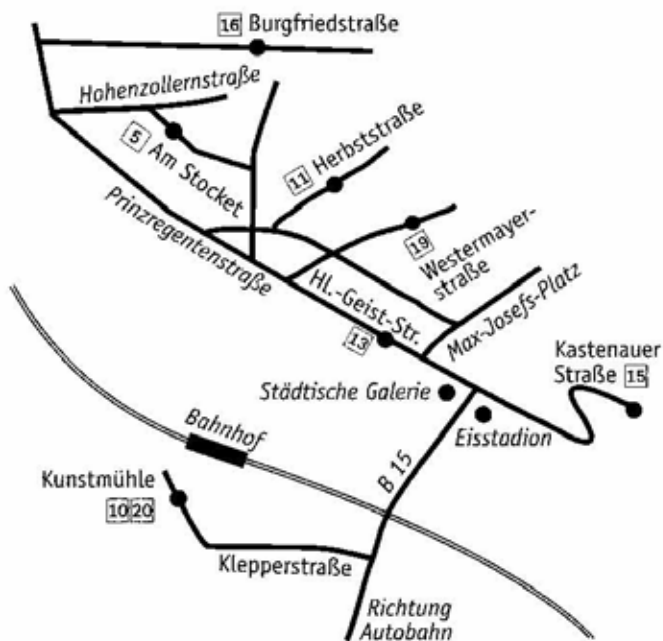 16 Burgfriedstraße
Hohenzollernstraße
5 Am Stocket
11 Herbststraße
Prinzregentenstraße
19
Westermayer-
straße
Hl.-Geist-Str.
13
Max-Josefs-Platz
Kastenauer
Straße 15
Städtische Galerie
Eisstadion
Bahnhof
B 15
Kunstmühle
10 20
Klepperstraße
Richtung
Autobahn